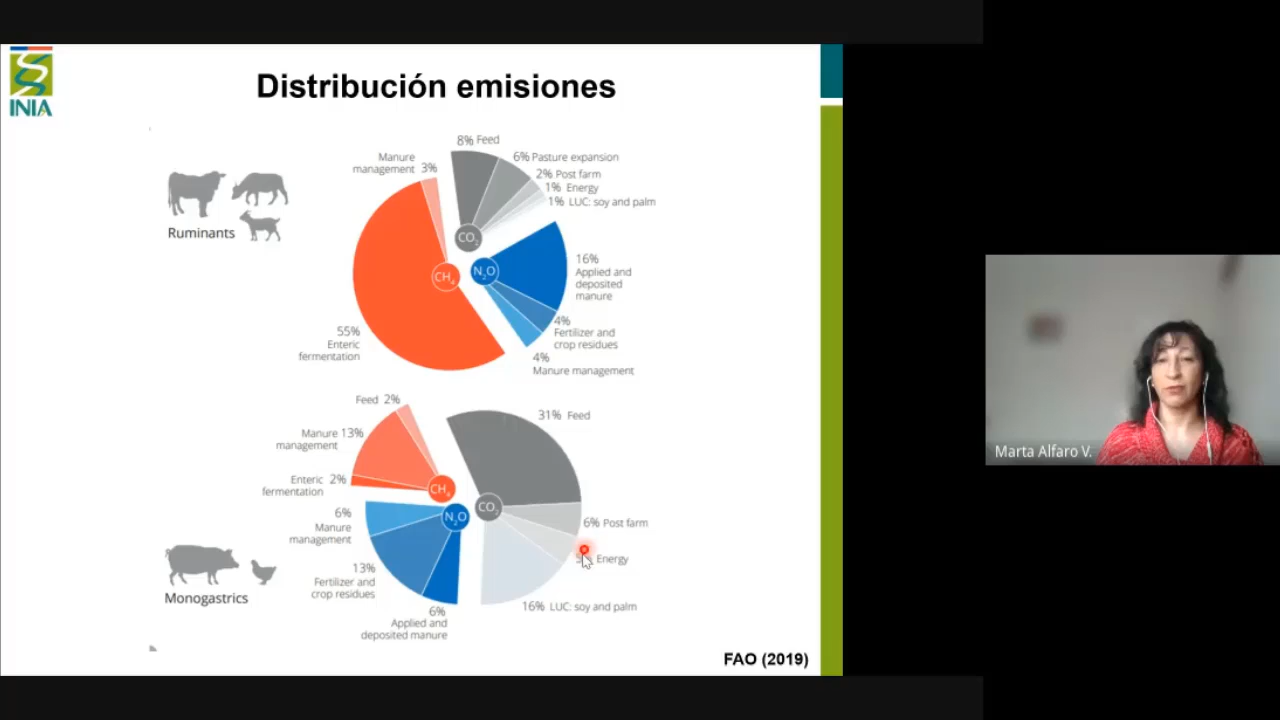 INIA
Distribución emisiones
8% Feed
6% Pasture expansion
2% Post farm
1% Energy
1% LUC: soy and palm
Manure
management 3%
CO2
CH4
N2O
16%
Applied and
deposited
manure
4%
Fertilizer and
crop residues
4%
Manure management
55%
Enteric
fermentation
Ruminants
Feed 2%
31% Feed
Manure 13%
management
Enteric 2%
fermentation
CH4
CO2
N2O
6%
Manure
management
6% Post farm
Energy
13%
Fertilizer and
crop residues
6%
Applied and
deposited manure
16% LUC: soy and palm
Monogastrics
FAO (2019)
Marta Alfaro V.